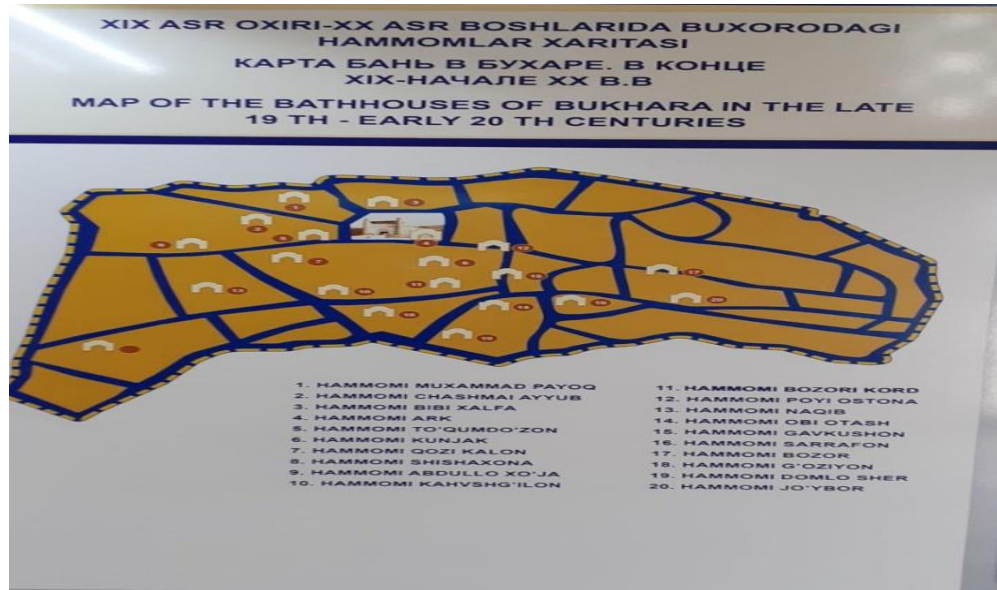 XIX ASR OXIRI-XX ASR BOSHLARIDA BUXORODAGI
HAMMOMLAR XARITASI
КАРТА БАНЬ В БУХАРЕ. В КОНЦЕ
XIX-НАЧАЛЕ XX В.В
MAP OF THE BATHHOUSES OF BUKHARA IN THE LATE
19 TH - EARLY 20 TH CENTURIES
1. HAMMOMI MUXAMMAD PAYOQ
2. HAMMOMI CHASHMAI AYYUB
3. HAMMOMI BIBI XALFA
4. HAMMOMI ARK
5. HAMMOMI TO'QUMDO'ZON
6. HAMMOMI KUNJAK
7. HAMMOMI QOZI KALON
8. HAMMOMI SHISHAXONA
9. HAMMOMI ABDULLO XO'JA
10. HAMMOMI KAHVSHG'ILON
11. HAMMOMI BOZORI KORD
12. HAMMOMI POYI OSTONA
13. HAMMOMI NAQIB
14. HAMMOMI OBI OTASH
15. HAMMOMI GAVKUSHON
16. HAMMOMI SARRAFON
17. HAMMOMI BOZOR
18. HAMMOMI G'OZIYON
19. HAMMOMI DOMLO SHER
20. HAMMOMI JO'YBOR